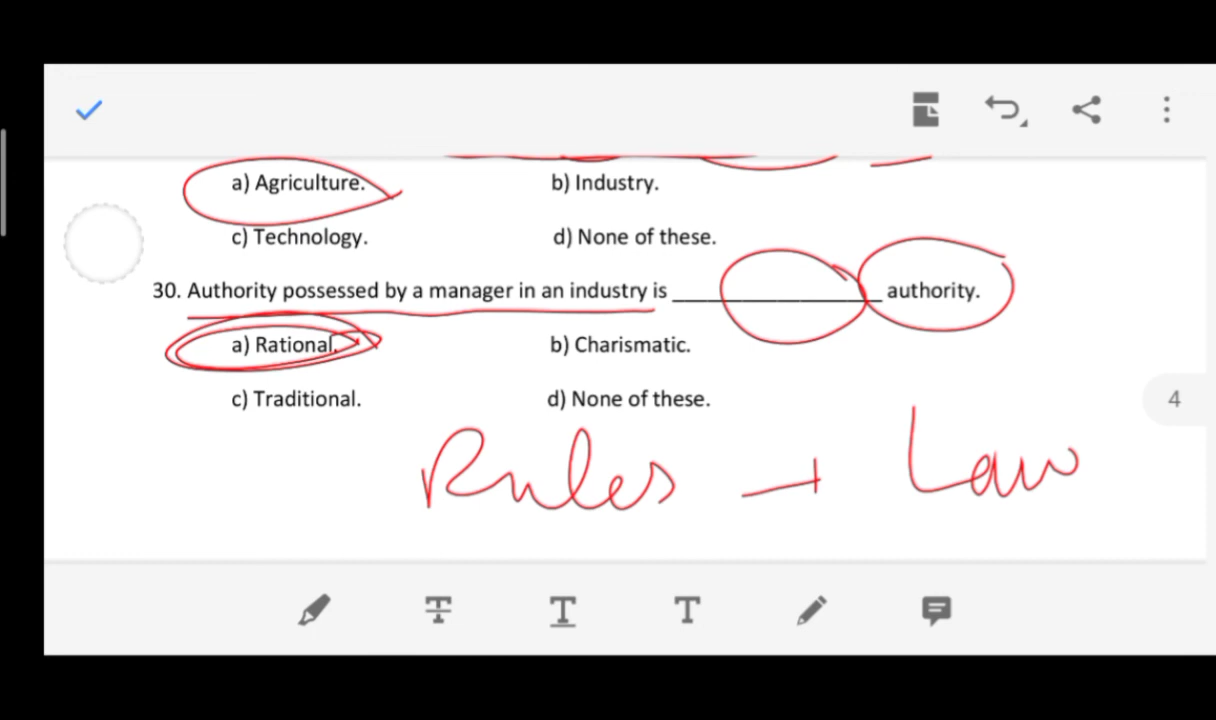 a) Agriculture. b) Industry.
c) Technology. d) None of these.
30. Authority possessed by a manager in an industry is ____________________ authority.
a) Rational. b) Charismatic.
c) Traditional. d) None of these.
4
Rules → Law
T T T